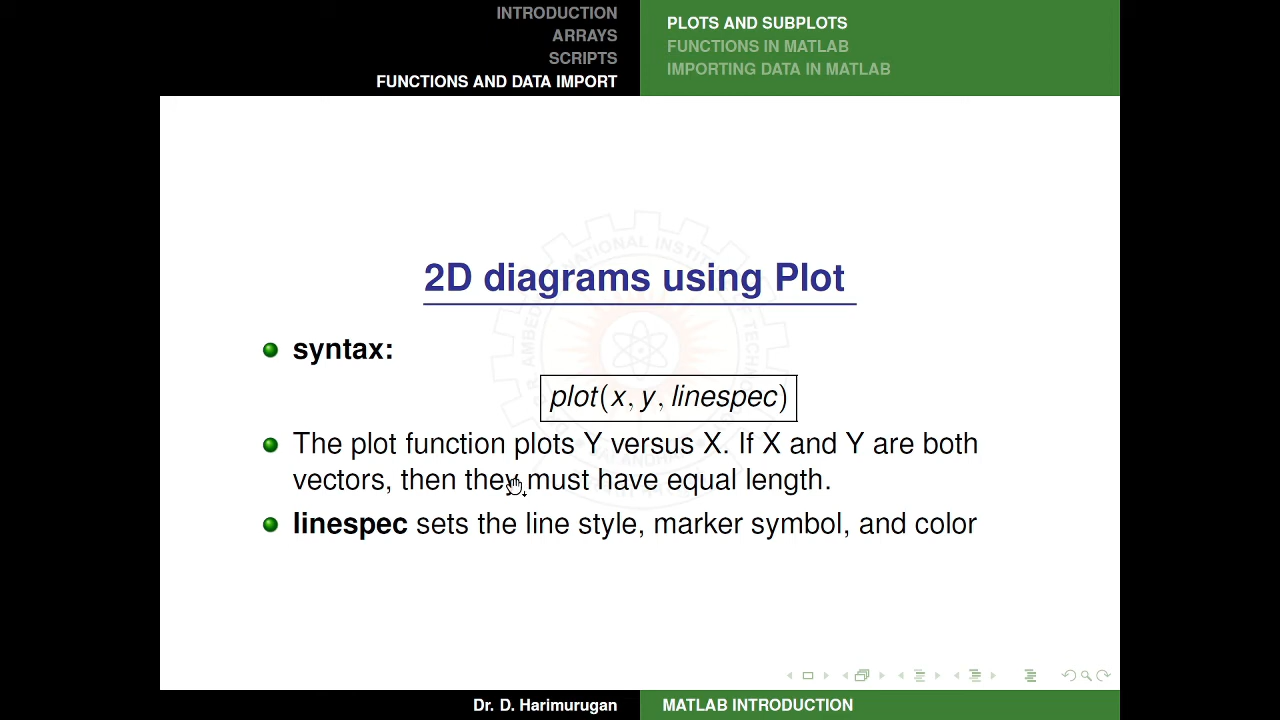 INTRODUCTION
ARRAYS
SCRIPTS
FUNCTIONS AND DATA IMPORT
PLOTS AND SUBPLOTS
FUNCTIONS IN MATLAB
IMPORTING DATA IN MATLAB
2D diagrams using Plot
syntax:
plot(x, y, linespec)
The plot function plots Y versus X. If X and Y are both
vectors, then they must have equal length.
linespec sets the line style, marker symbol, and color
Dr. D. Harimurugan
MATLAB INTRODUCTION